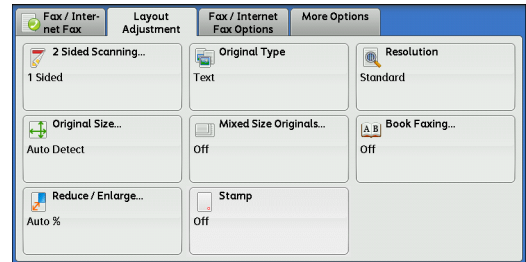 Fax / Inter-
net Fax
Layout
Adjustment
Fax / Internet
Fax Options
More Options
2 Sided Scanning...
1 Sided
Original Type
Text
Resolution
Standard
Original Size...
Auto Detect
Mixed Size Originals...
Off
A B
Book Faxing...
Off
Reduce / Enlarge...
Auto %
Stamp
Off